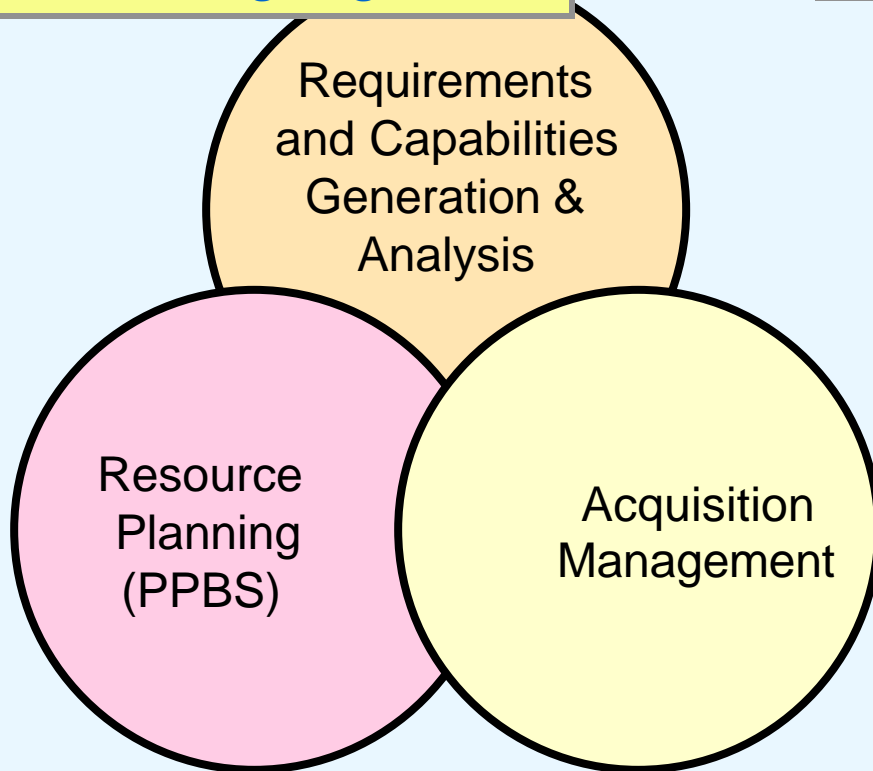 Requirements
and Capabilities
Generation &
Analysis
Resource
Planning
(PPBS)
Acquisition
Management